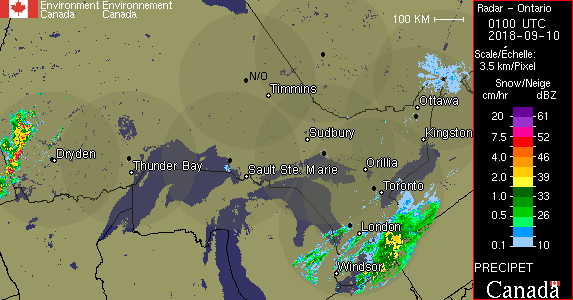 Environment Environnement
Canada Canada
100 KM
N/O
Timmins
Ottawa
Sudbury
Kingston
Dryden
Thunder Bay
Sault Ste. Marie
Orillia
Toronto
London
Windsor
Radar - Ontario
0100 UTC
2018-09-10
Scale/Échelle:
3.5 km/Pixel
Snow/Neige
cm/hr dBZ
20 61
7.5 52
4.0 46
2.0 39
1.0 33
0.5 26
0.1 10
PRECIPET
Canada